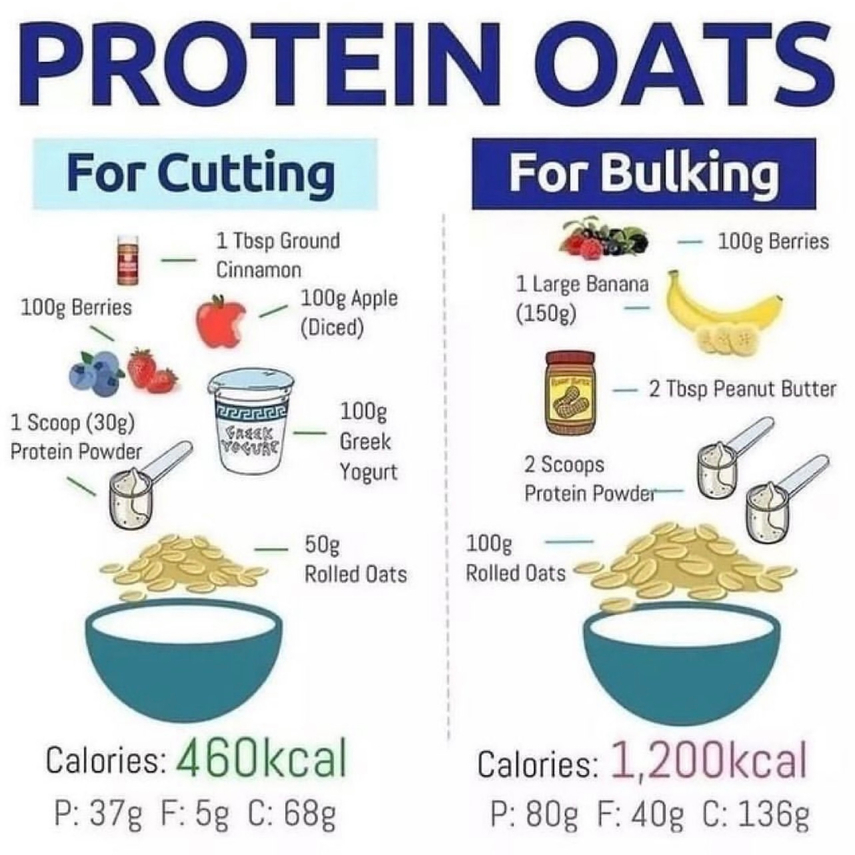 PROTEIN OATS
For Cutting
1 Tbsp Ground
Cinnamon
100g Berries
100g Apple
(Diced)
1 Scoop (30g)
Protein Powder
GREEK
YOGURT
100g
Greek
Yogurt
50g
Rolled Oats
Calories: 460kcal
P: 37g F: 5g C: 68g
For Bulking
100g Berries
1 Large Banana
(150g)
2 Tbsp Peanut Butter
2 Scoops
Protein Powder
100g
Rolled Oats
Calories: 1,200kcal
P: 80g F: 40g C: 136g